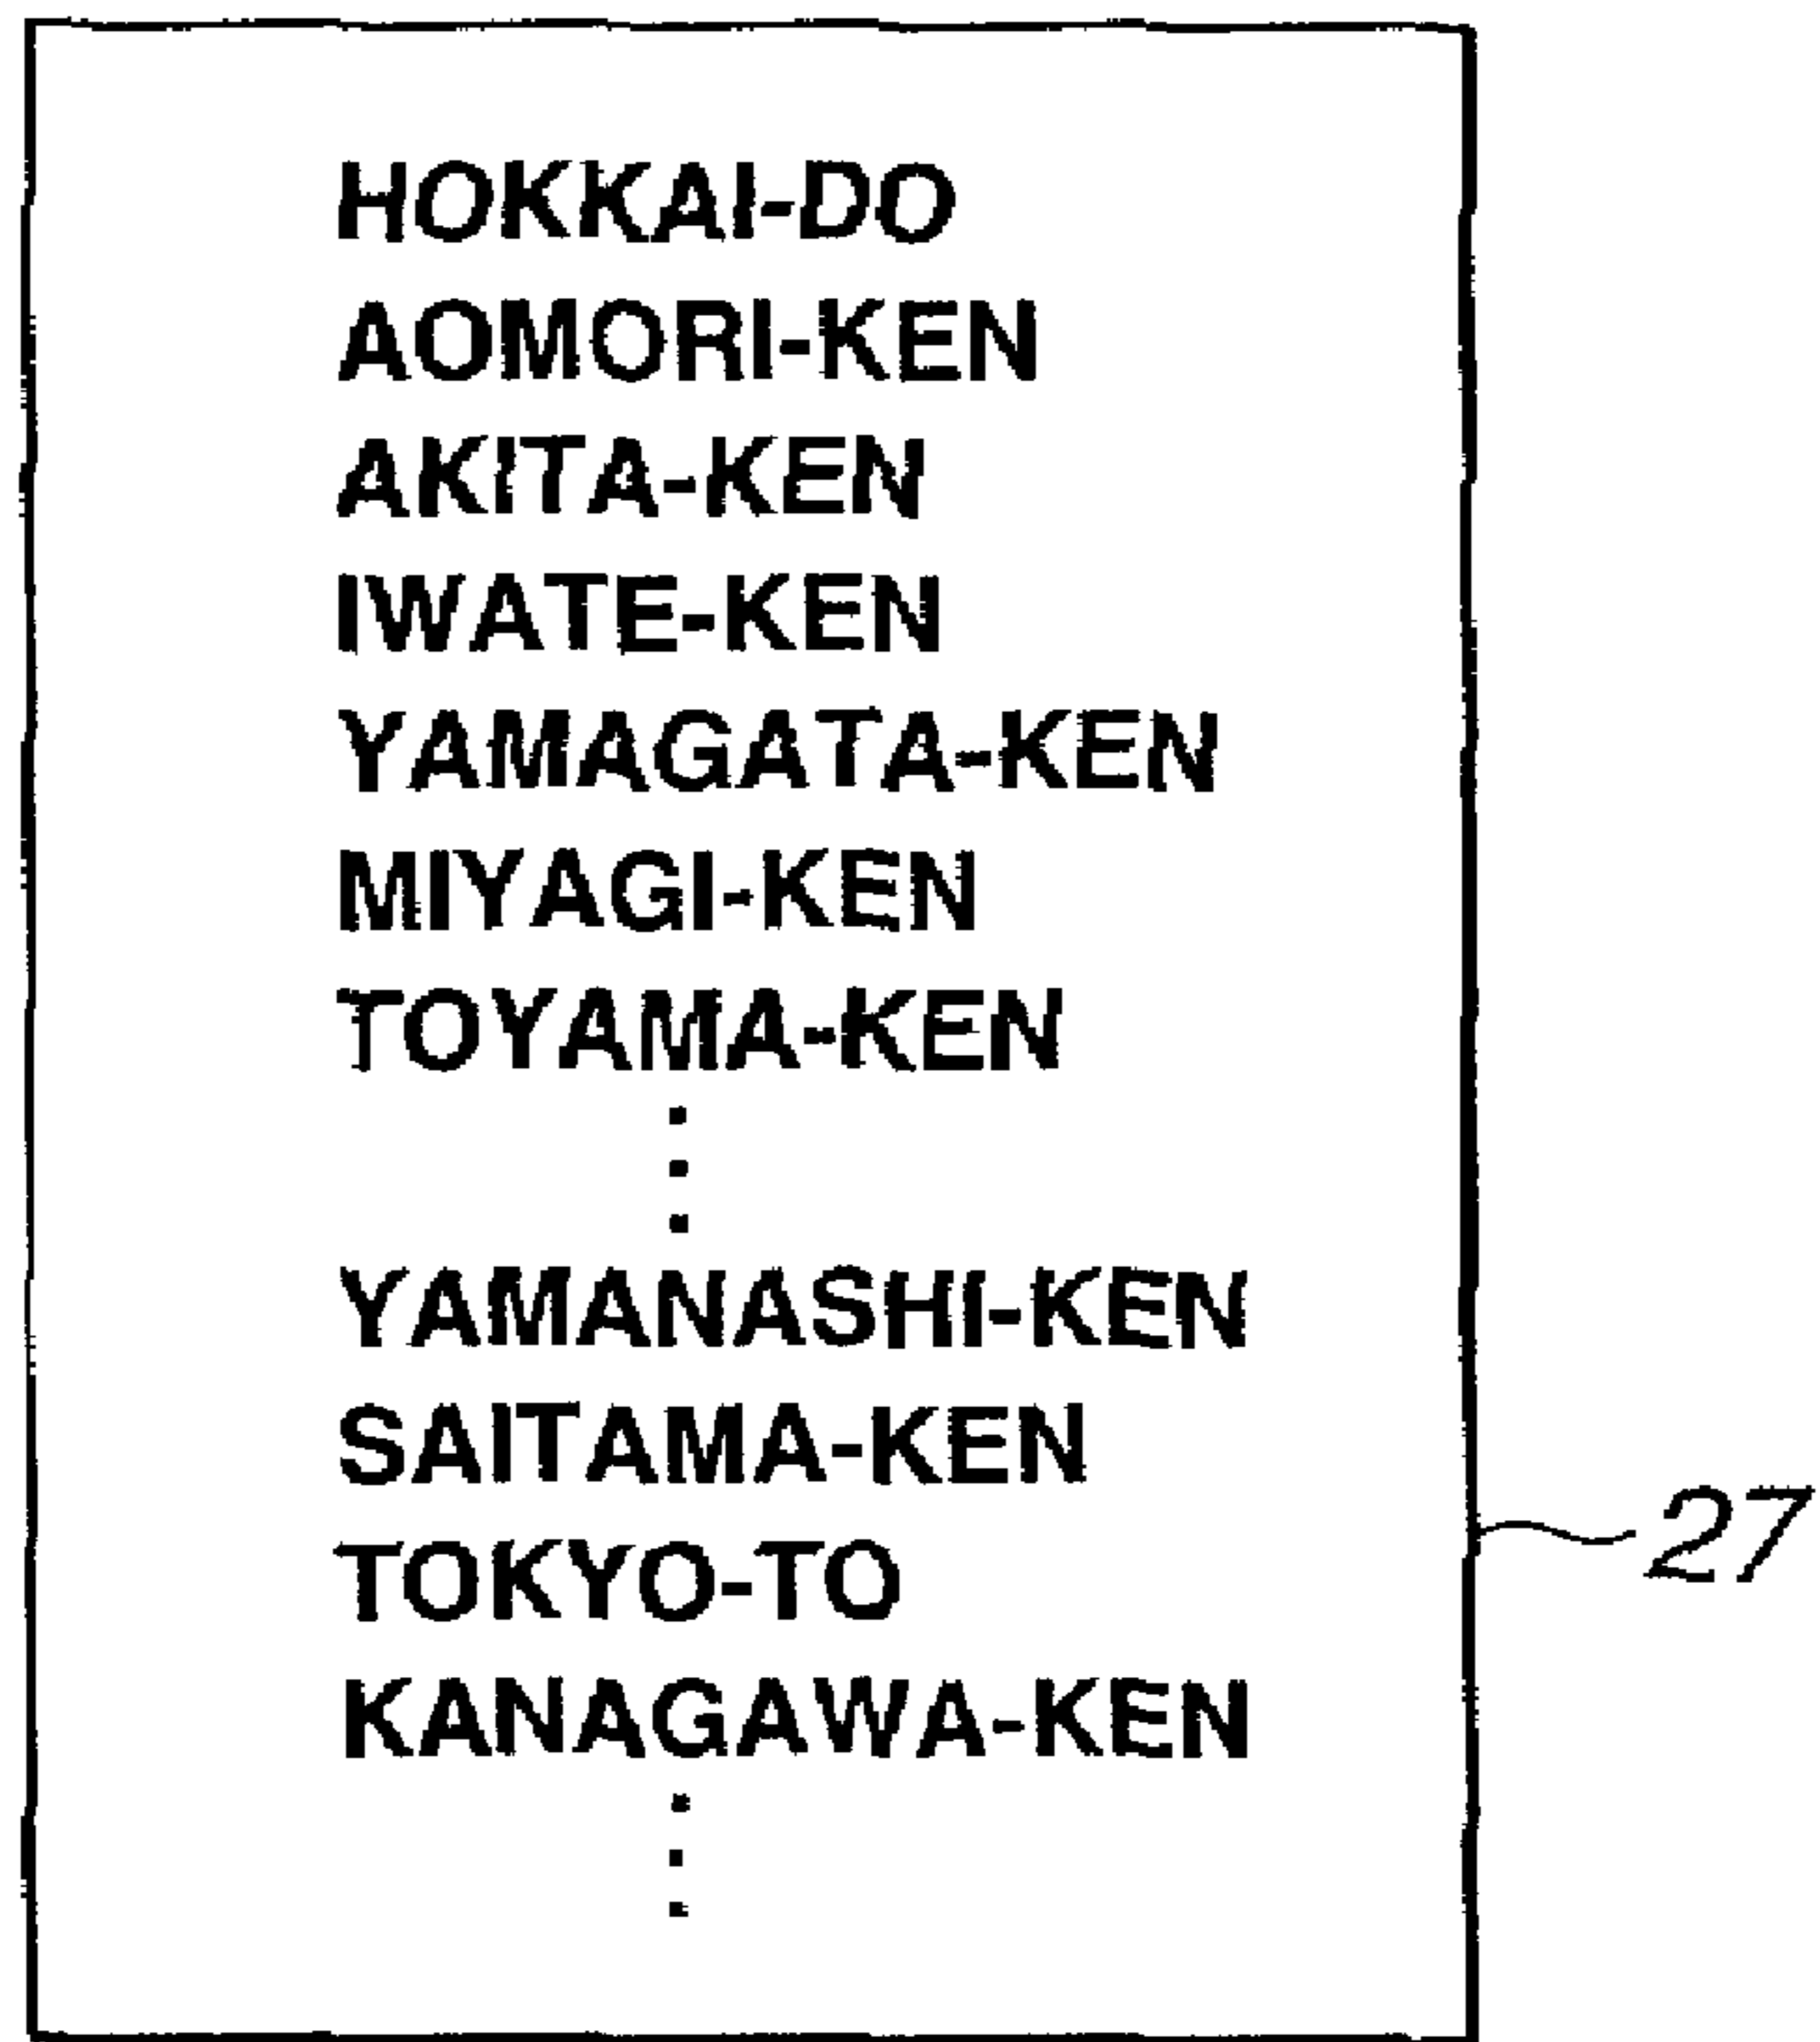 HOKKAI-DO
AOMORI-KEN
AKITA-KEN
IWATE-KEN
YAMAGATA-KEN
MIYAGI-KEN
TOYAMA-KEN
.
.
.
YAMANASHI-KEN
SAITAMA-KEN
TOKYO-TO
27
KANAGAWA-KEN
.
.
.